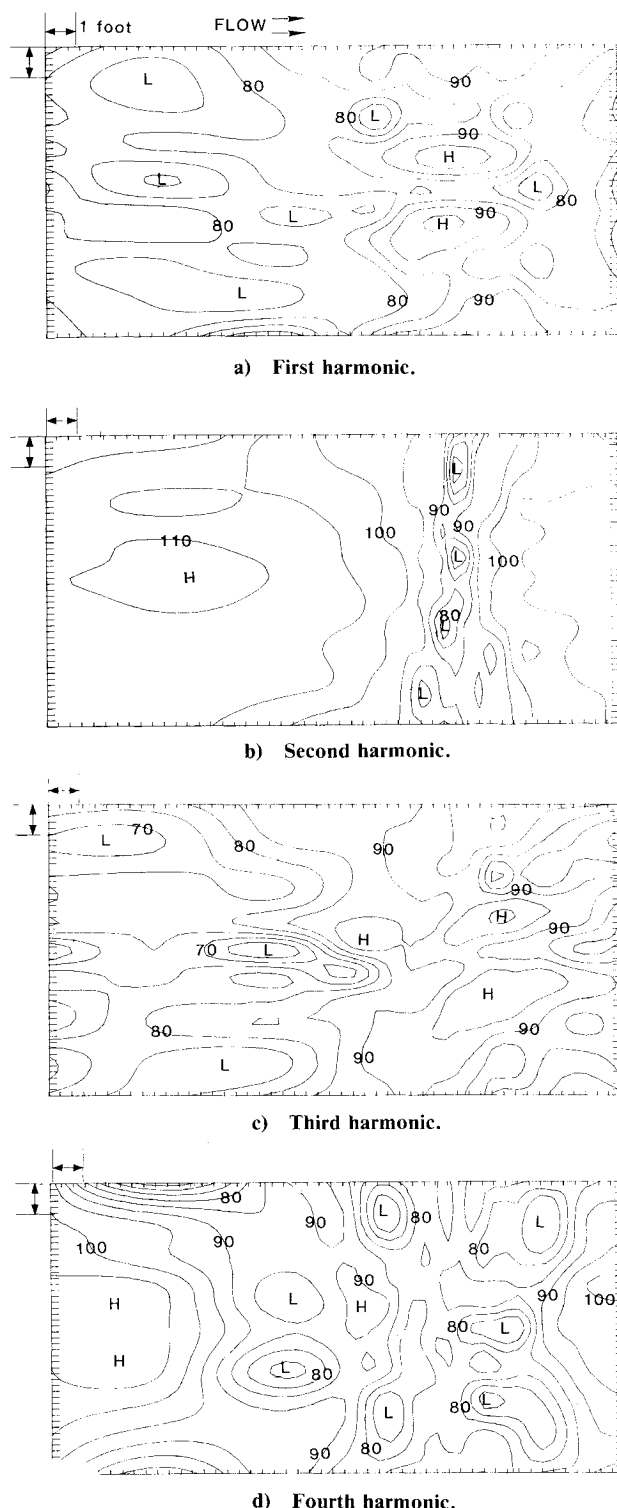 1 foot FLOW
L 80 90
80 L
90
H
L L
80 L 90 80
H
L 80 90
a) First harmonic.
L
90
100 90
110 L 100
H
80
L
L
b) Second harmonic.
L 70 80 90
90
H
H
70 L 90
H
80 90
L 90
c) Third harmonic.
80 L L
90 80
100 90 80
90 90
H L H 100
80 L
H L 80
80 L
L
90 80
d) Fourth harmonic.